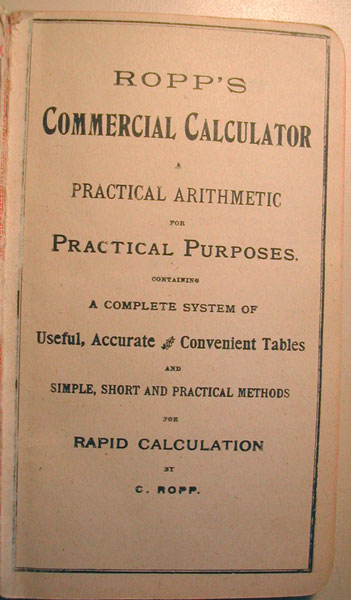 ROPP'S
COMMERCIAL CALCULATOR
A
PRACTICAL ARITHMETIC
FOR
PRACTICAL PURPOSES.
CONTAINING
A COMPLETE SYSTEM OF
Useful, Accurate and Convenient Tables
AND
SIMPLE, SHORT AND PRACTICAL METHODS
FOR
RAPID CALCULATION
BY
C. ROPP.